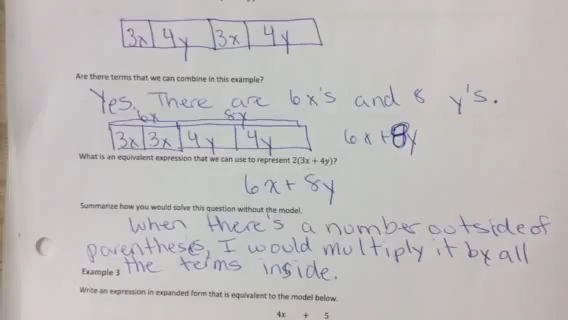 3x 4y 3x 4y
Are there terms that we can combine in this example?
Yes. There are 6x's and 8 y's.
6x 8y
3x 3x 4y 4y 6x+8y
What is an equivalent expression that we can use to represent 2(3x + 4y)?
6x+8y
Summarize how you would solve this question without the model.
When there's a number outside of
parentheses, I would multiply it by all
the terms inside.
Example 3
Write an expression in expanded form that is equivalent to the model below.
4x + 5